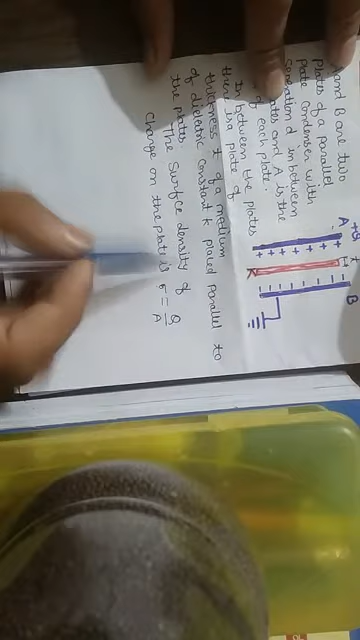 A and B are two
plates of a parallel
plate condenser with
separation d in between
plates and A is the
of each plate.
In between the plates
there is a plate of
thickness t of a medium
of dielectric constant K placed parallel to
the plates
The Surfce density of
charge on the plate is σ = Q/A
A
+Q
+ + + + + + +
t
K
- - - - - - -
B